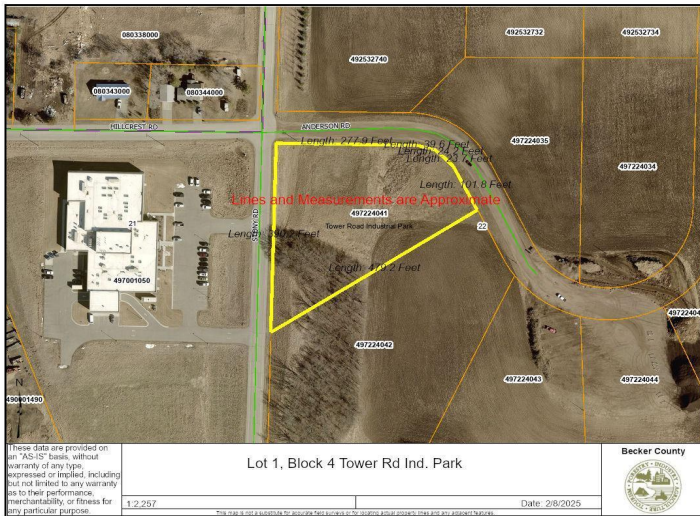 080338000
492532740
492532732
492532734
080343000
080344000
HILLCREST RD
ANDERSON RD
Length: 277.9 Feet
Length: 39.6 Feet
Length: 24.2 Feet
Length: 23.7 Feet
497224035
497224034
Length: 101.8 Feet
Lines and Measurements are Approximate
497224041
Tower Road Industrial Park
21
22
STONY RD
Length: 390.2 Feet
Length: 479.2 Feet
497001050
497224042
497224043
497224044
N
490001490
These data are provided on
an "AS-IS" basis, without
warranty of any type,
expressed or implied, including
but not limited to any warranty
as to their performance,
merchantability, or fitness for
any particular purpose.
Lot 1, Block 4 Tower Rd Ind. Park
1:2,257
Date: 2/8/2025
This map is not a substitute for accurate field surveys or for locating actual property lines and any adjacent features.
Becker County